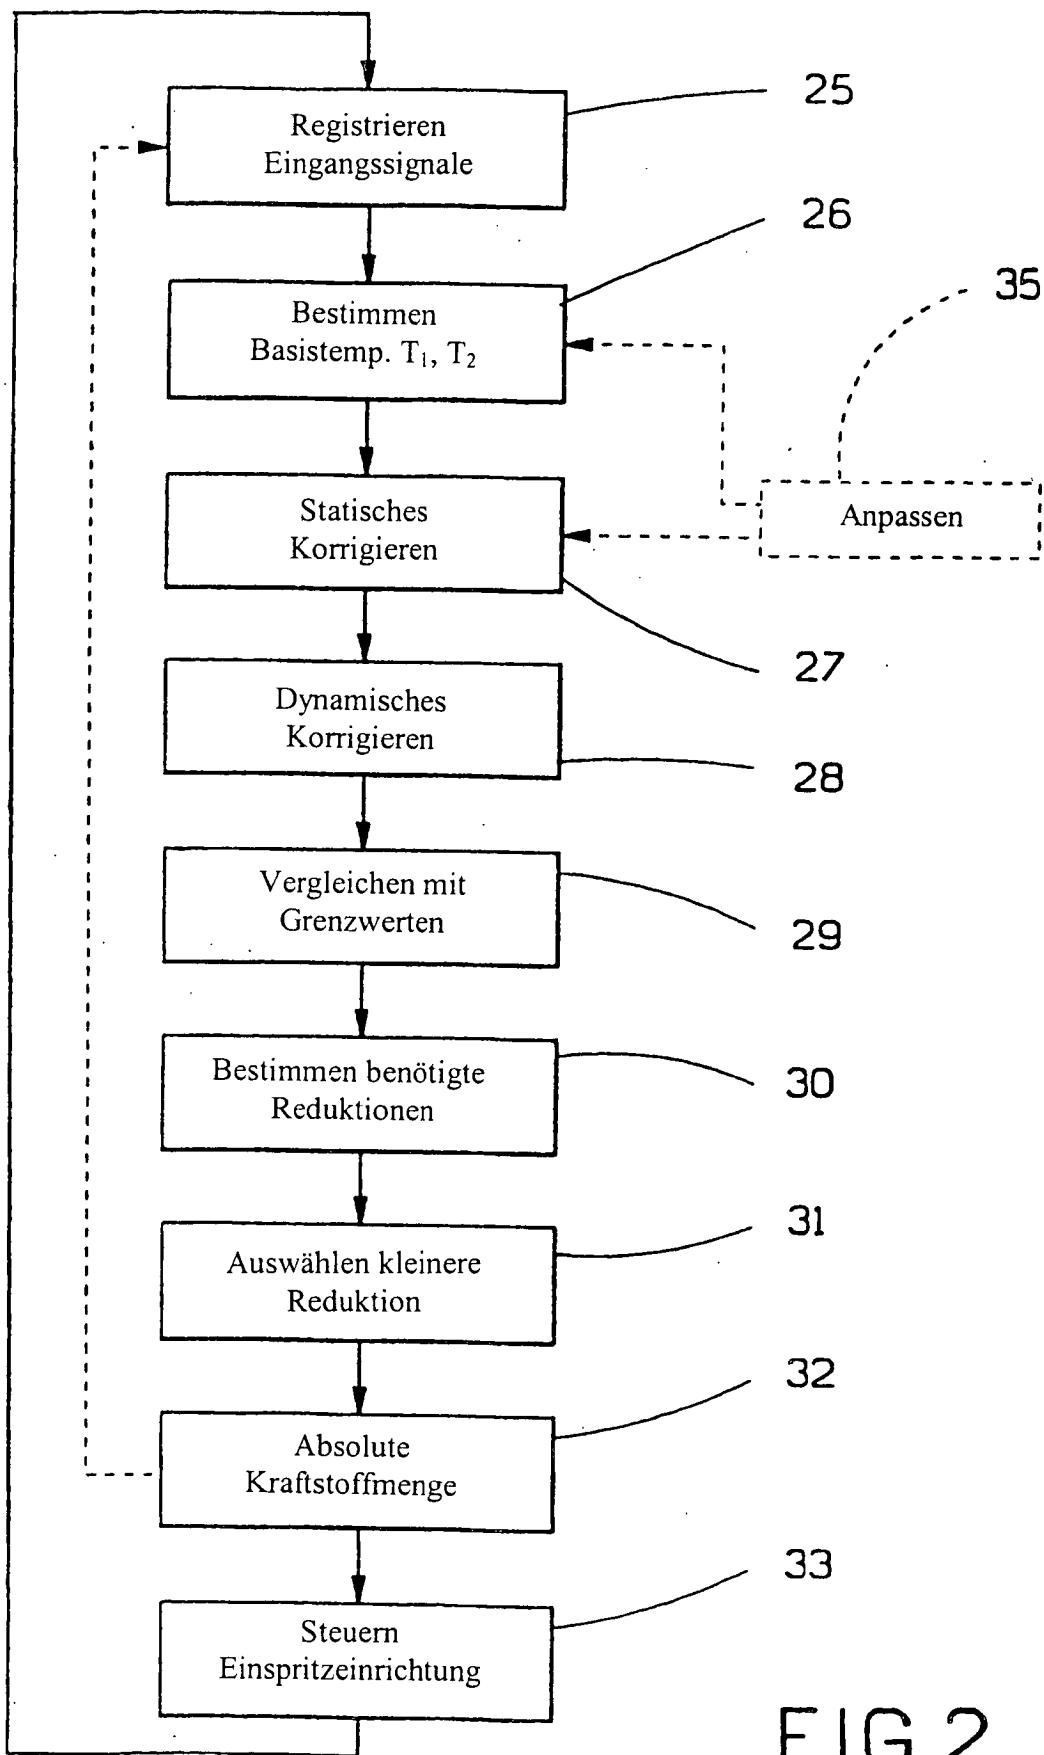 25
Registrieren
Eingangssignale
26
Bestimmen
Basistemp. T₁, T₂
35
Statisches
Korrigieren
Anpassen
27
Dynamisches
Korrigieren
28
Vergleichen mit
Grenzwerten
29
Bestimmen benötigte
Reduktionen
30
Auswählen kleinere
Reduktion
31
32
Absolute
Kraftstoffmenge
33
Steuern
Einspritzeinrichtung
FIG.2